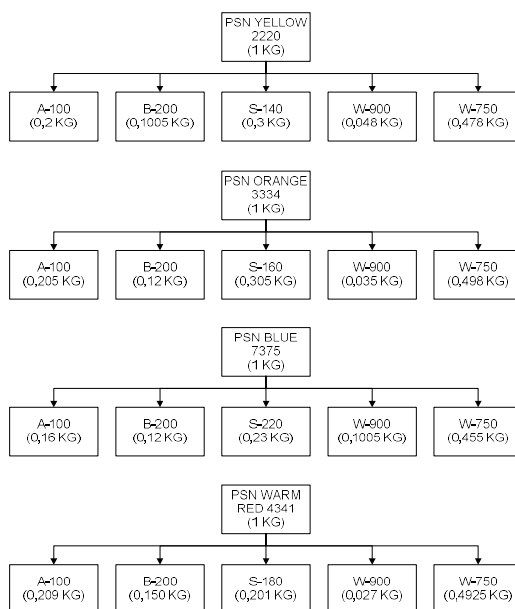 PSN YELLOW
2220
(1 KG)
A-100
(0,2 KG)
B-200
(0,1005 KG)
S-140
(0,3 KG)
W-900
(0,048 KG)
W-750
(0,478 KG)
PSN ORANGE
3334
(1 KG)
A-100
(0,205 KG)
B-200
(0,12 KG)
S-160
(0,305 KG)
W-900
(0,035 KG)
W-750
(0,498 KG)
PSN BLUE
7375
(1 KG)
A-100
(0,16 KG)
B-200
(0,12 KG)
S-220
(0,23 KG)
W-900
(0,1005 KG)
W-750
(0,455 KG)
PSN WARM
RED 4341
(1 KG)
A-100
(0,209 KG)
B-200
(0,150 KG)
S-180
(0,201 KG)
W-900
(0,027 KG)
W-750
(0,4925 KG)